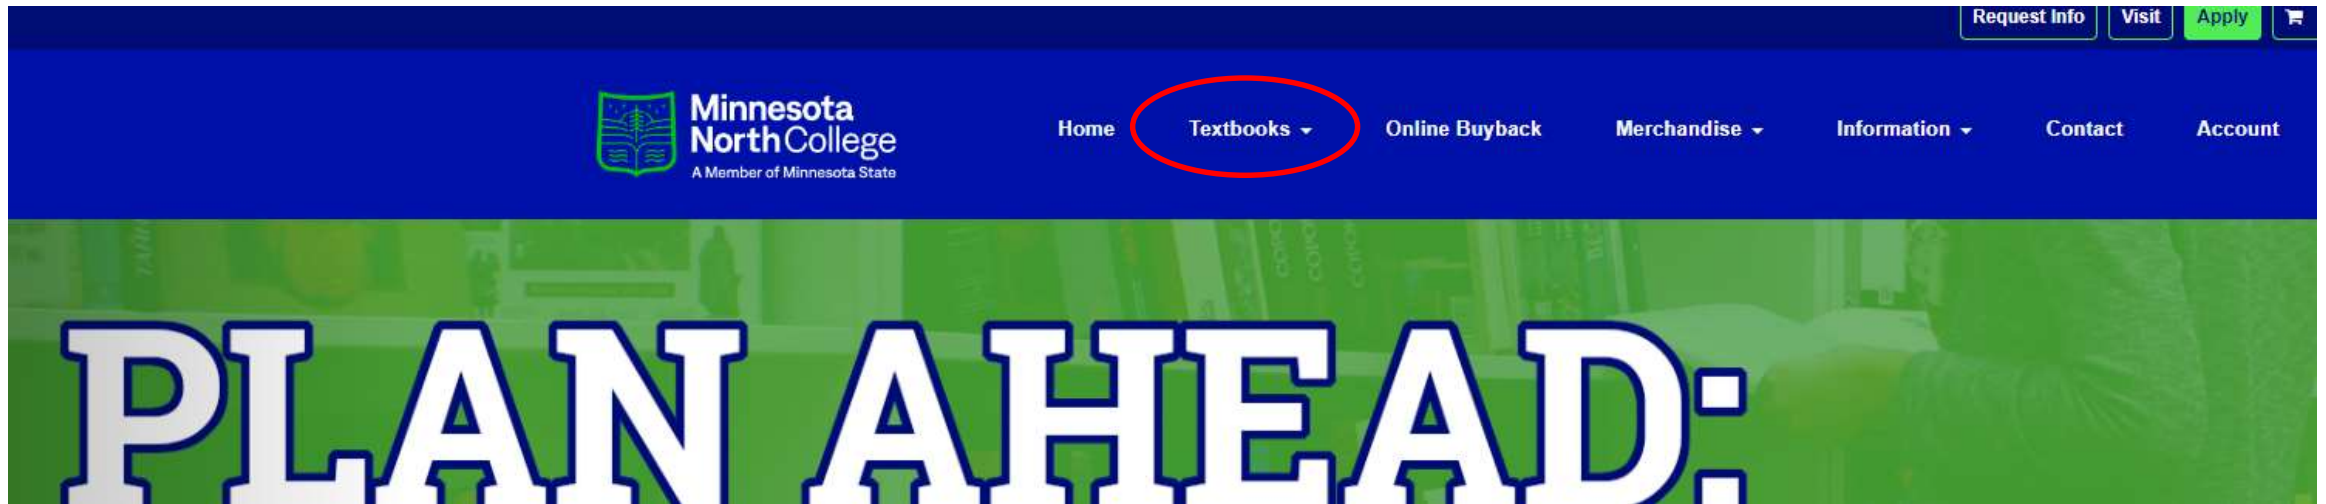 Request Info Visit Apply
Minnesota
North College
A Member of Minnesota State
Home Textbooks Online Buyback Merchandise Information Contact Account
PLAN AHEAD: